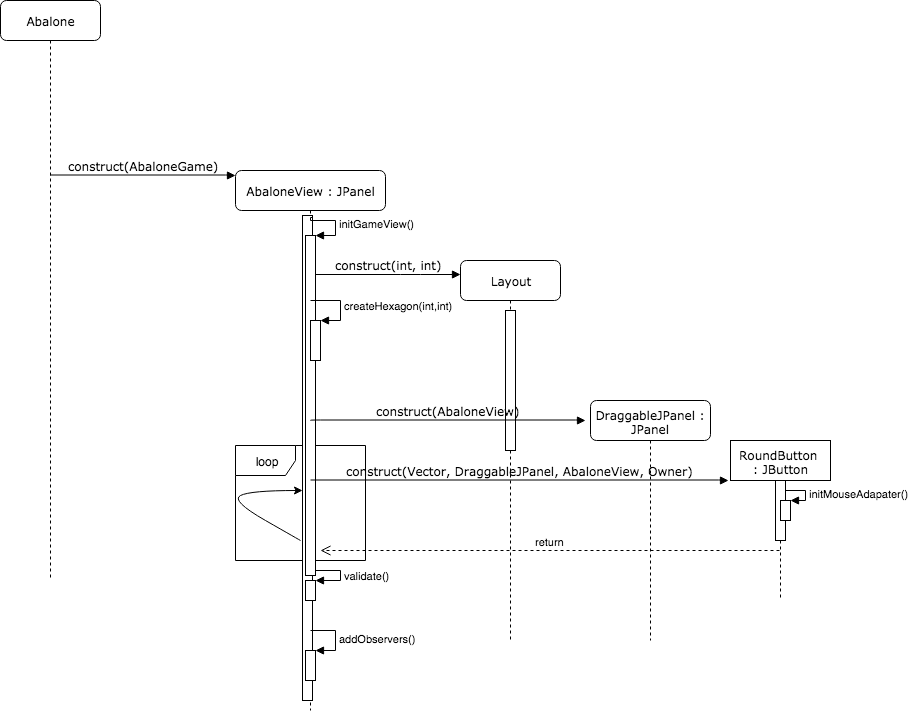 Abalone
construct(AbaloneGame)
AbaloneView : JPanel
initGameView()
construct(int, int)
Layout
createHexagon(int,int)
construct(AbaloneView)
DraggableJPanel :
JPanel
RoundButton
: JButton
loop
construct(Vector, DraggableJPanel, AbaloneView, Owner)
initMouseAdapater()
return
validate()
addObservers()